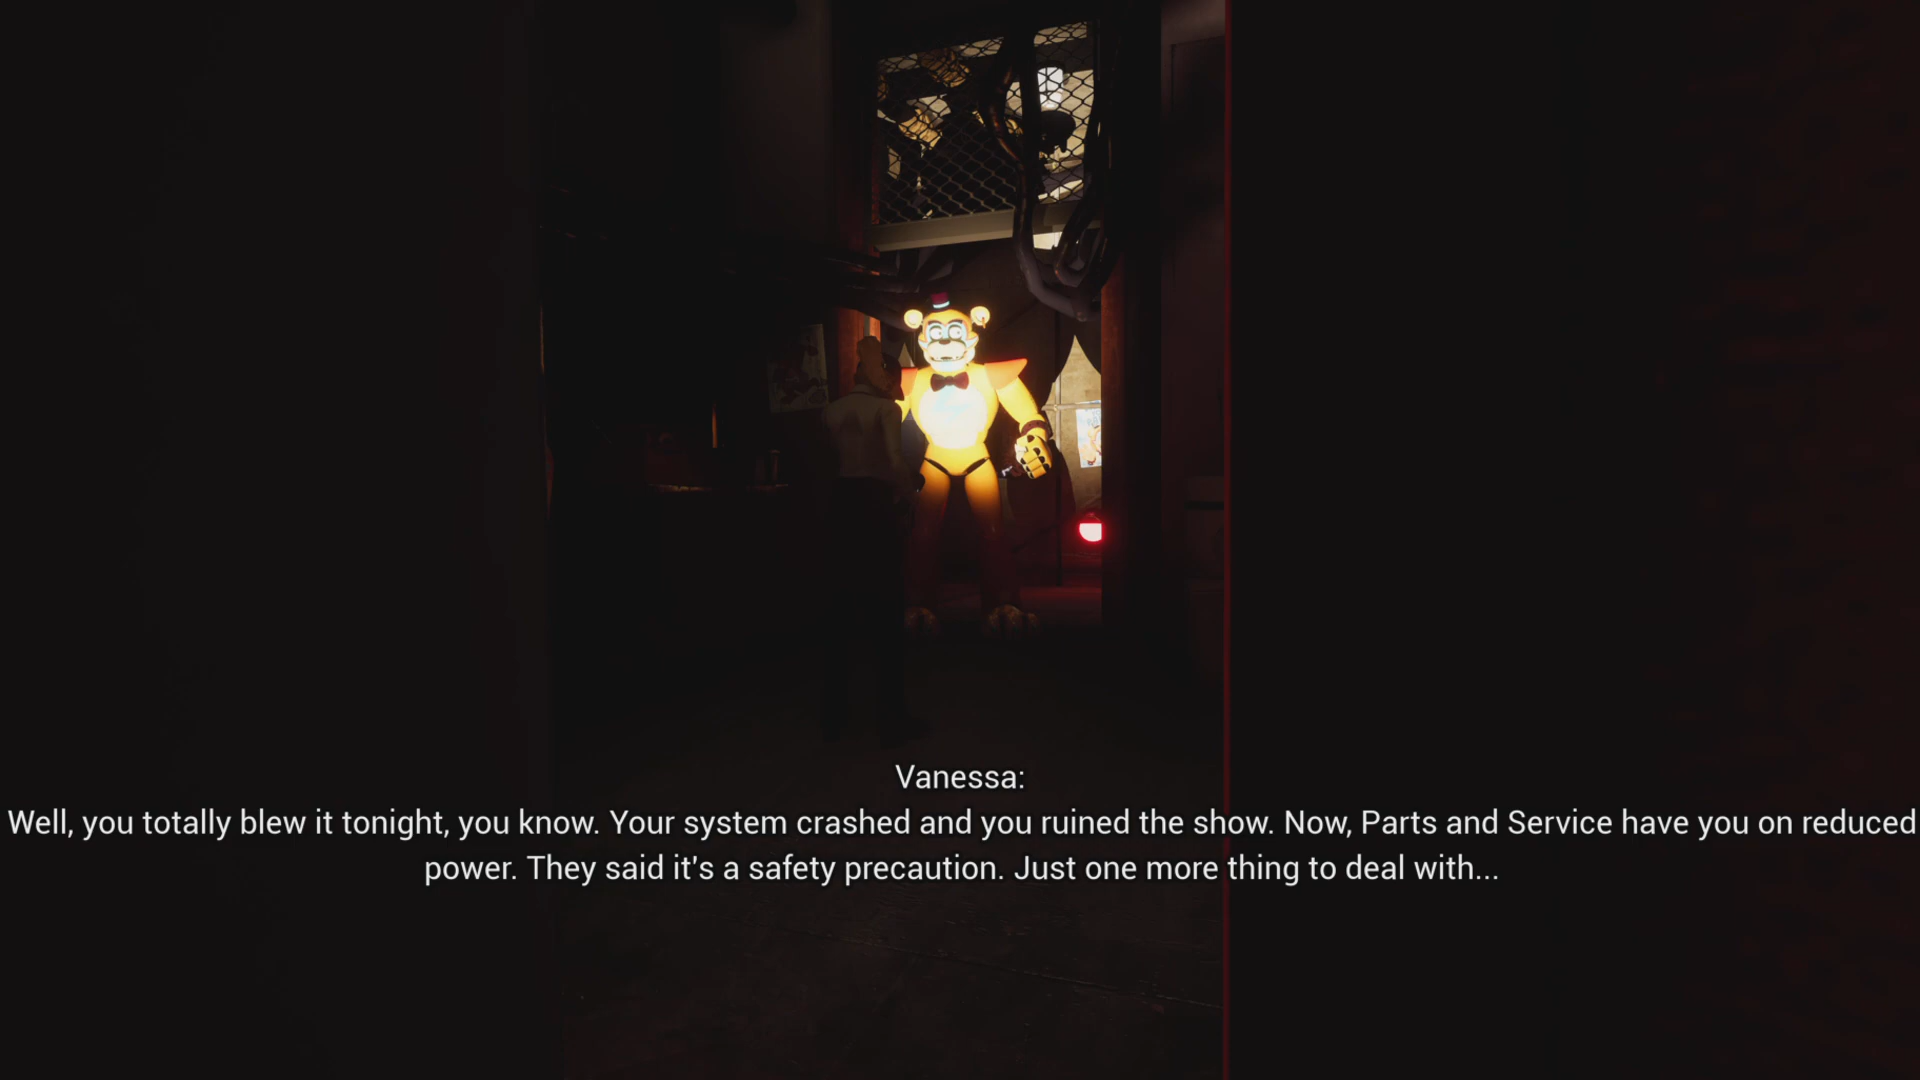 Vanessa:
Well, you totally blew it tonight, you know. Your system crashed and you ruined the show. Now, Parts and Service have you on reduced
power. They said it's a safety precaution. Just one more thing to deal with...